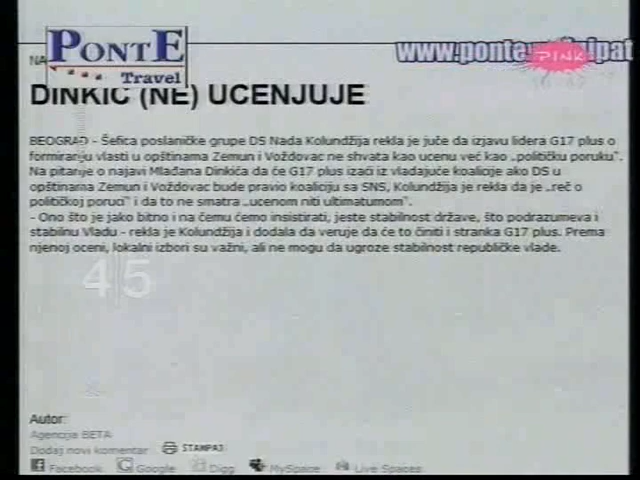 PONTE
Travel
www.ponte
PINK
NA
DINKIĆ (NE) UCENJUJE
BEOGRAD - Šefica poslaničke grupe DS Nada Kolundžija rekla je juče da izjavu lidera G17 plus o
formiranju vlasti u opštinama Zemun i Voždovac ne shvata kao ucenu već kao „političku poruku“.
Na pitanje o najavi Mlađana Dinkića da će G17 plus izaći iz vladajuće koalicije ako DS u
opštinama Zemun i Voždovac bude pravio koaliciju sa SNS, Kolundžija je rekla da je „reč o
političkoj poruci“ i da to ne smatra „ucenom niti ultimatumom“.
- Ono što je jako bitno i na čemu ćemo insistirati, jeste stabilnost države, što podrazumeva i
stabilnu Vladu - rekla je Kolundžija i dodala da veruje da će to činiti i stranka G17 plus. Prema
njenoj oceni, lokalni izbori su važni, ali ne mogu da ugroze stabilnost republičke vlade.
45
Autor:
Agencija BETA
Dodaj novi komentar ŠTAMPAJ
Facebook Google Digg MySpace Live Spaces